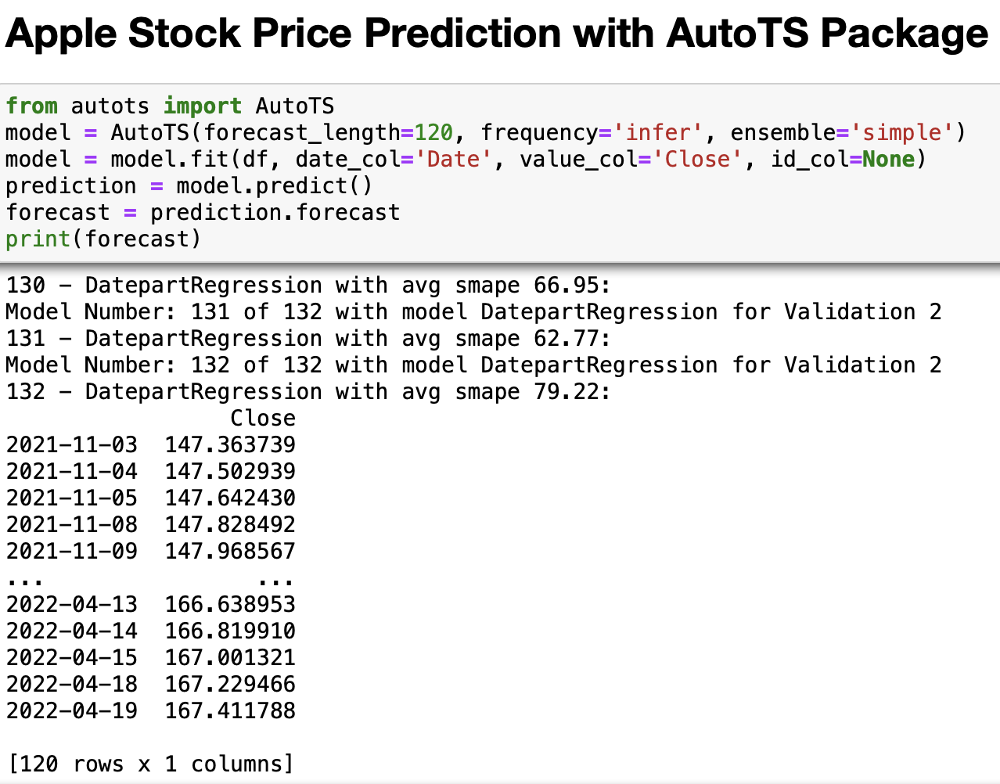 Apple Stock Price Prediction with AutoTS Package
from autots import AutoTS
model = AutoTS(forecast_length=120, frequency='infer', ensemble='simple')
model = model.fit(df, date_col='Date', value_col='Close', id_col=None)
prediction = model.predict()
forecast = prediction.forecast
print(forecast)
130 - DatepartRegression with avg smape 66.95:
Model Number: 131 of 132 with model DatepartRegression for Validation 2
131 - DatepartRegression with avg smape 62.77:
Model Number: 132 of 132 with model DatepartRegression for Validation 2
132 - DatepartRegression with avg smape 79.22:
                 Close
2021-11-03  147.363739
2021-11-04  147.502939
2021-11-05  147.642430
2021-11-08  147.828492
2021-11-09  147.968567
...                ...
2022-04-13  166.638953
2022-04-14  166.819910
2022-04-15  167.001321
2022-04-18  167.229466
2022-04-19  167.411788
[120 rows x 1 columns]